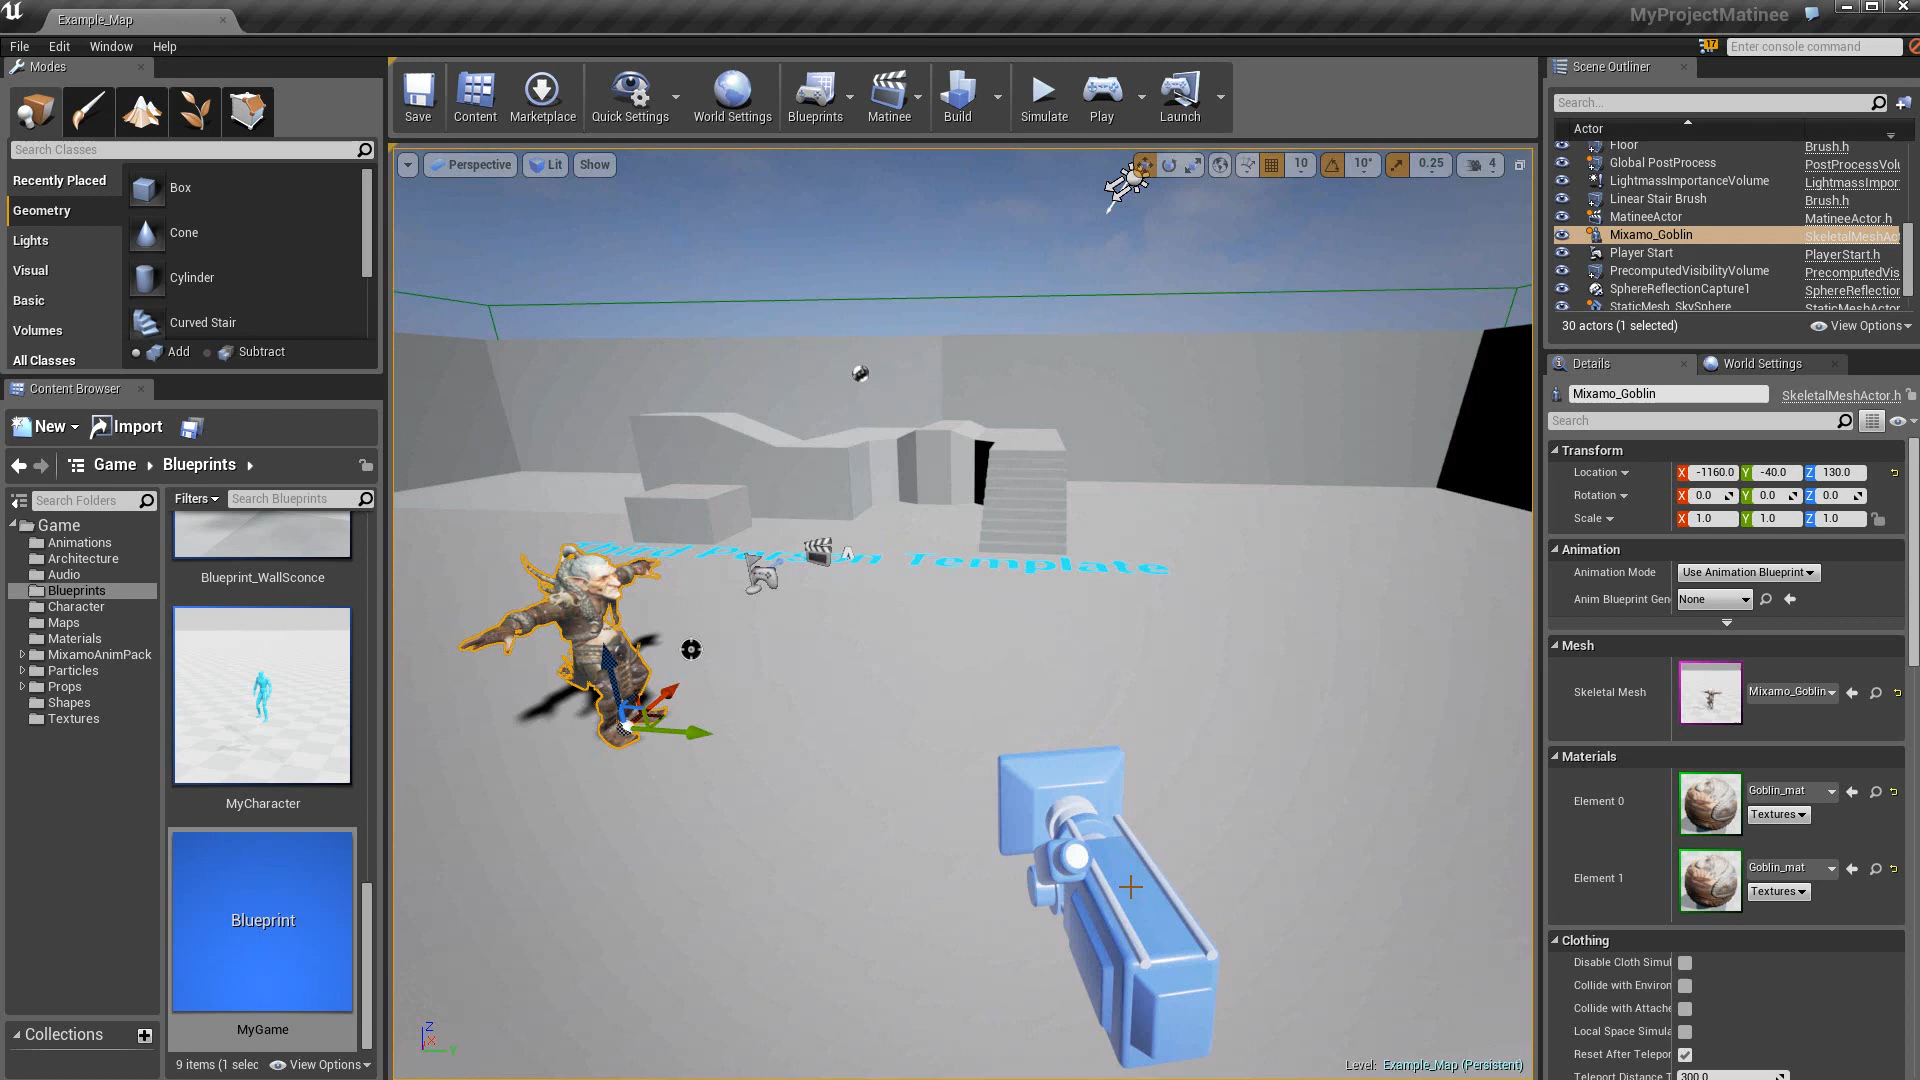 Example_Map
MyProjectMatinee
File Edit Window Help
17
Enter console command
Modes
Search Classes
Recently Placed
Geometry
Lights
Visual
Basic
Volumes
All Classes
Box
Cone
Cylinder
Curved Stair
Add Subtract
Save Content Marketplace Quick Settings World Settings Blueprints Matinee Build Simulate Play Launch
Perspective Lit Show
10 10° 0.25 4
Third Person Template
Level: Example_Map (Persistent)
Z X Y
Content Browser
New Import
Game Blueprints
Search Folders
Filters Search Blueprints
Game
Animations
Architecture
Audio
Blueprints
Character
Maps
Materials
MixamoAnimPack
Particles
Props
Shapes
Textures
Collections
Blueprint_WallSconce
MyCharacter
Blueprint
MyGame
9 items (1 selec View Options
Scene Outliner
Search...
Actor
Floor Brush.h
Global PostProcess PostProcessVolu
LightmassImportanceVolume LightmassImpor
Linear Stair Brush Brush.h
MatineeActor MatineeActor.h
Mixamo_Goblin SkeletalMeshAct
Player Start PlayerStart.h
PrecomputedVisibilityVolume PrecomputedVis
SphereReflectionCapture1 SphereReflection
StaticMesh_SkySphere StaticMeshActor
30 actors (1 selected) View Options
Details World Settings
Mixamo_Goblin SkeletalMeshActor.h
Search
Transform
Location X -1160.0 Y -40.0 Z 130.0
Rotation X 0.0 Y 0.0 Z 0.0
Scale X 1.0 Y 1.0 Z 1.0
Animation
Animation Mode Use Animation Blueprint
Anim Blueprint Gen None
Mesh
Skeletal Mesh Mixamo_Goblin
Materials
Element 0 Goblin_mat
Textures
Element 1 Goblin_mat
Textures
Clothing
Disable Cloth Simul
Collide with Environ
Collide with Attache
Local Space Simula
Reset After Telepor
Teleport Distance T 300.0